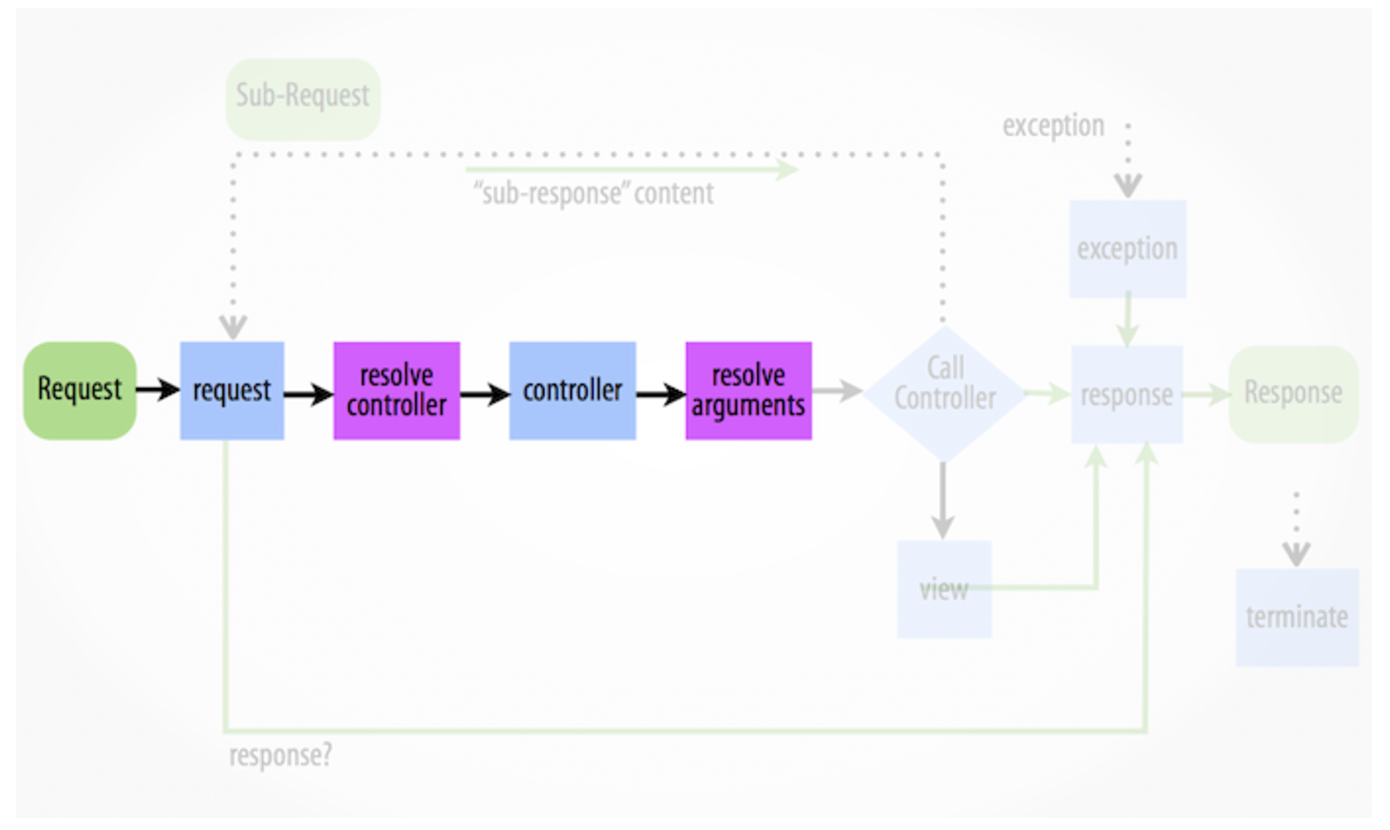 Sub-Request
exception
"sub-response" content
exception
Request
request
resolve
controller
controller
resolve
arguments
Call
Controller
response
Response
view
terminate
response?